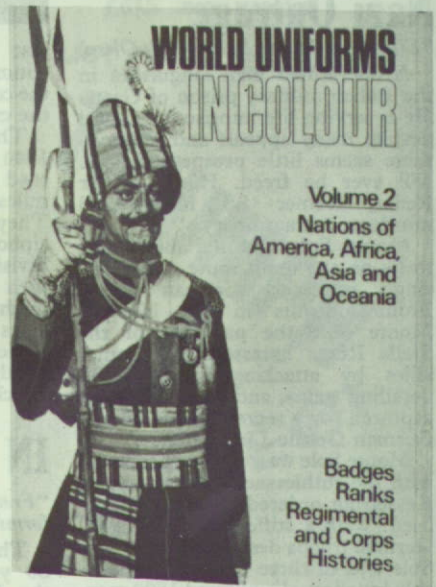 WORLD UNIFORMS
IN COLOUR
Volume 2
Nations of
America, Africa,
Asia and
Oceania
Badges
Ranks
Regimental
and Corps
Histories
IN